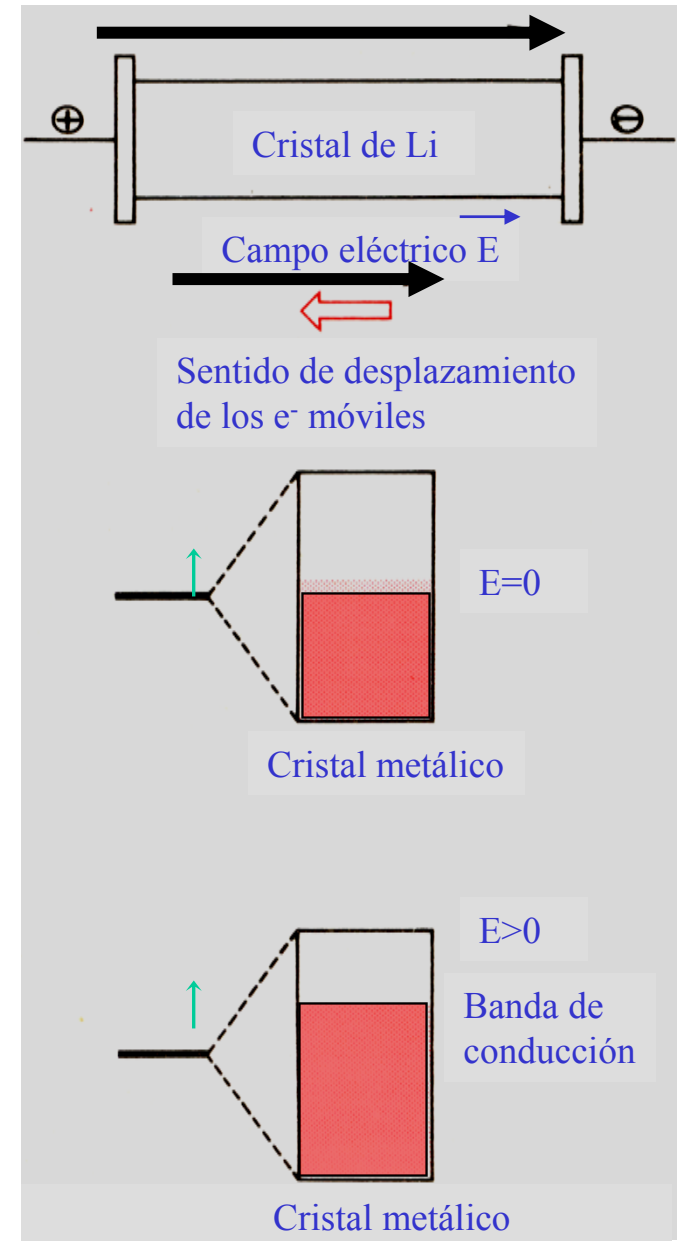 ⊕ ⊖
Cristal de Li
Campo eléctrico E
Sentido de desplazamiento
de los e⁻ móviles
E=0
Cristal metálico
E>0
Banda de
conducción
Cristal metálico